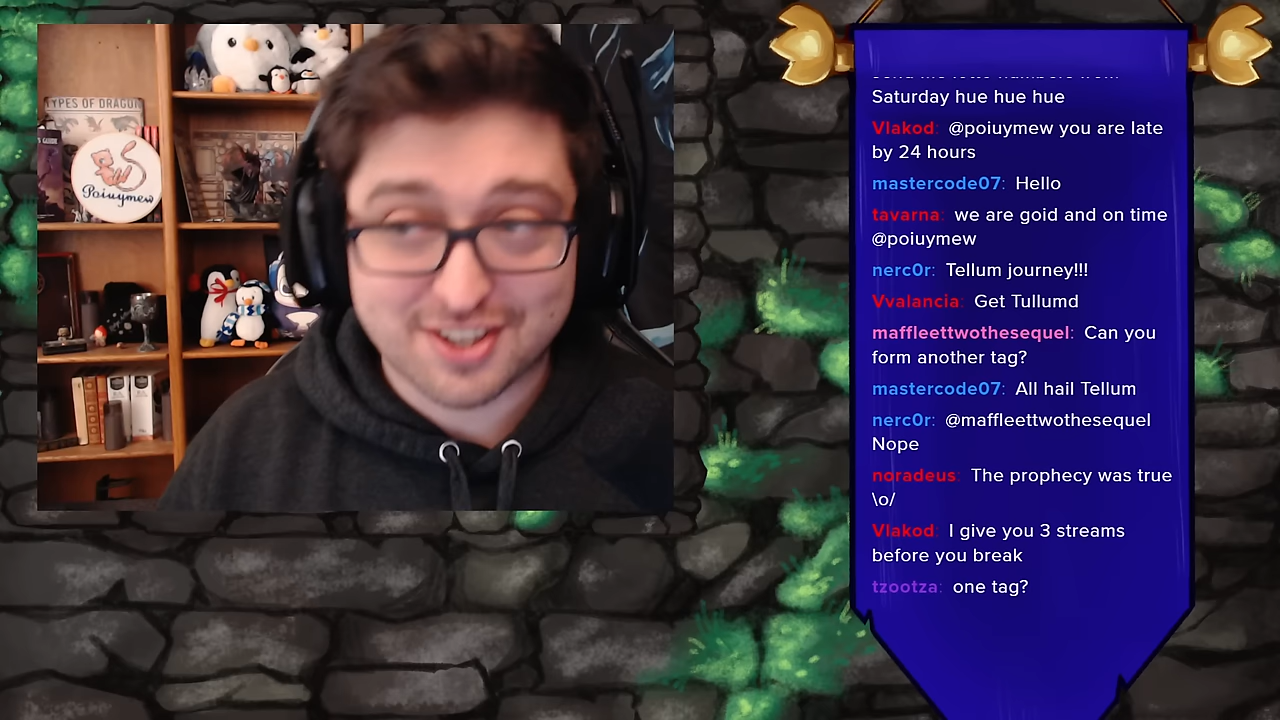 TYPES OF DRAGON
Poiuymew
Saturday hue hue hue
Vlakod: @poiuymew you are late
by 24 hours
mastercode07: Hello
tavarna: we are goid and on time
@poiuymew
nerc0r: Tellum journey!!!
Vvalancia: Get Tullumd
maffleettwothesequel: Can you
form another tag?
mastercode07: All hail Tellum
nerc0r: @maffleettwothesequel
Nope
noradeus: The prophecy was true
\o/
Vlakod: I give you 3 streams
before you break
tzootza: one tag?